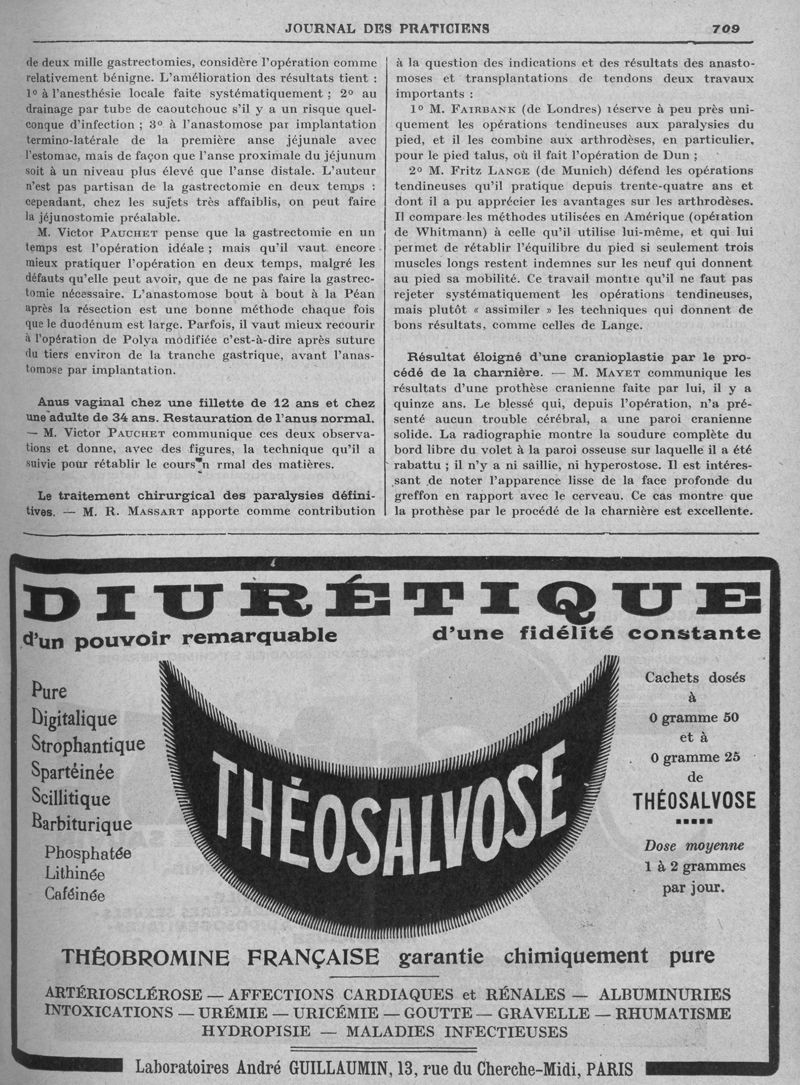 JOURNAL DES PRATICIENS 709
de deux mille gastrectomies, considère l'opération comme
relativement bénigne. L'amélioration des résultats tient :
1º à l'anesthésie locale faite systématiquement ; 2º au
drainage par tube de caoutchouc s'il y a un risque quel-
conque d'infection ; 3º à l'anastomose par implantation
termino-latérale de la première anse jéjunale avec
l'estomac, mais de façon que l'anse proximale du jéjunum
soit à un niveau plus élevé que l'anse distale. L'auteur
n'est pas partisan de la gastrectomie en deux temps :
cependant, chez les sujets très affaiblis, on peut faire
la jéjunostomie préalable.
M. Victor PAUCHET pense que la gastrectomie en un
temps est l'opération idéale ; mais qu'il vaut encore
mieux pratiquer l'opération en deux temps, malgré les
défauts qu'elle peut avoir, que de ne pas faire la gastrec-
tomie nécessaire. L'anastomose bout à bout à la Péan
après la résection est une bonne méthode chaque fois
que le duodénum est large. Parfois, il vaut mieux recourir
à l'opération de Polya modifiée c'est-à-dire après suture
du tiers environ de la tranche gastrique, avant l'anas-
tomose par implantation.
Anus vaginal chez une fillette de 12 ans et chez
une adulte de 34 ans. Restauration de l'anus normal.
— M. Victor PAUCHET communique ces deux observa-
tions et donne, avec des figures, la technique qu'il a
suivie pour rétablir le cours n rmal des matières.
Le traitement chirurgical des paralysies défini-
tives. — M. R. MASSART apporte comme contribution
à la question des indications et des résultats des anasto-
moses et transplantations de tendons deux travaux
importants :
1º M. FAIRBANK (de Londres) réserve à peu près uni-
quement les opérations tendineuses aux paralysies du
pied, et il les combine aux arthrodèses, en particulier,
pour le pied talus, où il fait l'opération de Dun ;
2º M. Fritz LANGE (de Munich) défend les opérations
tendineuses qu'il pratique depuis trente-quatre ans et
dont il a pu apprécier les avantages sur les arthrodèses.
Il compare les méthodes utilisées en Amérique (opération
de Whitmann) à celle qu'il utilise lui-même, et qui lui
permet de rétablir l'équilibre du pied si seulement trois
muscles longs restent indemnes sur les neuf qui donnent
au pied sa mobilité. Ce travail montre qu'il ne faut pas
rejeter systématiquement les opérations tendineuses,
mais plutôt « assimiler » les techniques qui donnent de
bons résultats, comme celles de Lange.
Résultat éloigné d'une cranioplastie par le pro-
cédé de la charnière. — M. MAYET communique les
résultats d'une prothèse cranienne faite par lui, il y a
quinze ans. Le blessé qui, depuis l'opération, n'a pré-
senté aucun trouble cérébral, a une paroi cranienne
solide. La radiographie montre la soudure complète du
bord libre du volet à la paroi osseuse sur laquelle il a été
rabattu ; il n'y a ni saillie, ni hyperostose. Il est intéres-
sant de noter l'apparence lisse de la face profonde du
greffon en rapport avec le cerveau. Ce cas montre que
la prothèse par le procédé de la charnière est excellente.
DIURÉTIQUE
d'un pouvoir remarquable d'une fidélité constante
Pure
Digitalique
Strophantique
Spartéinée
Scillitique
Barbiturique
Phosphatée
Lithinée
Caféinée
THÉOSALVOSE
Cachets dosés
à
0 gramme 50
et à
0 gramme 25
de
THÉOSALVOSE
Dose moyenne
1 à 2 grammes
par jour.
THÉOBROMINE FRANÇAISE garantie chimiquement pure
ARTÉRIOSCLÉROSE — AFFECTIONS CARDIAQUES et RÉNALES — ALBUMINURIES
INTOXICATIONS — URÉMIE — URICÉMIE — GOUTTE — GRAVELLE — RHUMATISME
HYDROPISIE — MALADIES INFECTIEUSES
Laboratoires André GUILLAUMIN, 13, rue du Cherche-Midi, PARIS